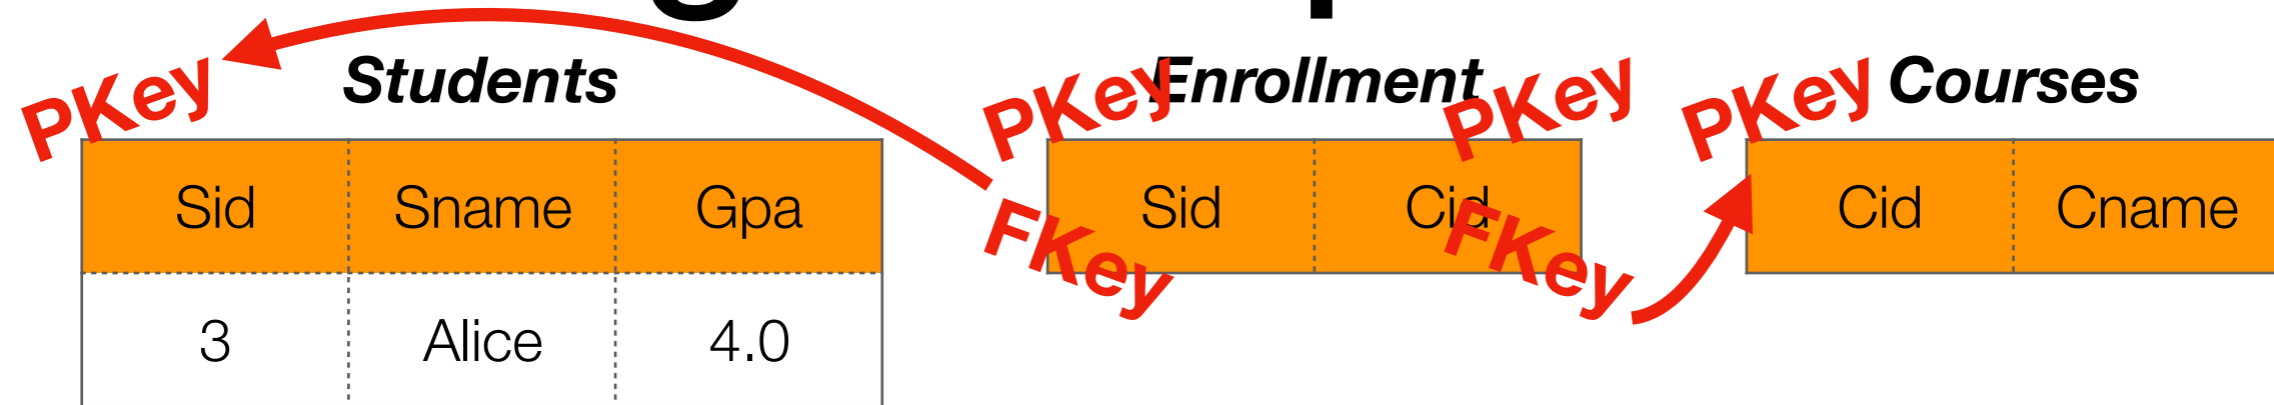 Students Enrollment Courses
PKey PKey PKey PKey
Sid Sname Gpa Sid Cid Cid Cname
FKey FKey
3 Alice 4.0